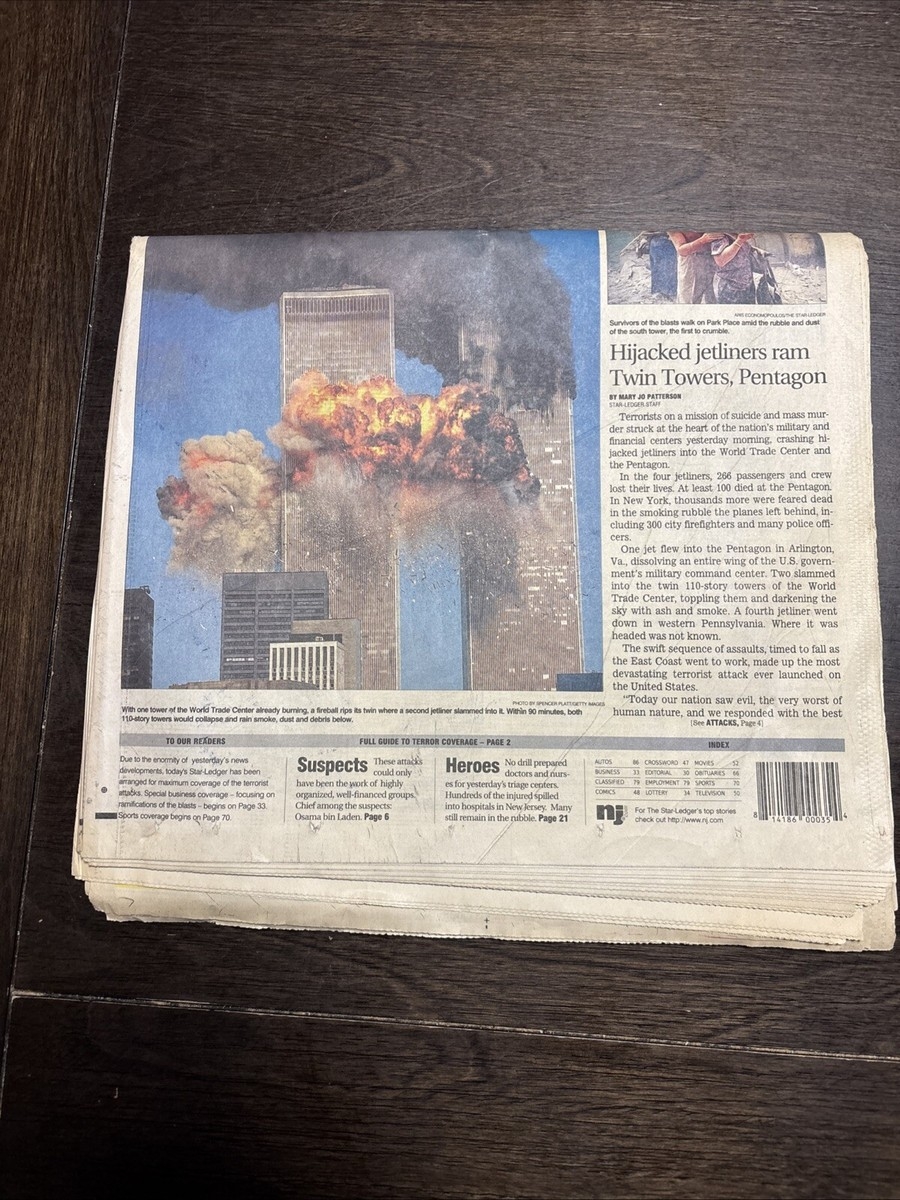 ARIS ECONOMOPOULOS/THE STAR-LEDGER
Survivors of the blasts walk on Park Place amid the rubble and dust
of the south tower, the first to crumble.
Hijacked jetliners ram
Twin Towers, Pentagon
BY MARY JO PATTERSON
STAR-LEDGER STAFF
Terrorists on a mission of suicide and mass mur-
der struck at the heart of the nation's military and
financial centers yesterday morning, crashing hi-
jacked jetliners into the World Trade Center and
the Pentagon.
In the four jetliners, 266 passengers and crew
lost their lives. At least 100 died at the Pentagon.
In New York, thousands more were feared dead
in the smoking rubble the planes left behind, in-
cluding 300 city firefighters and many police offi-
cers.
One jet flew into the Pentagon in Arlington,
Va., dissolving an entire wing of the U.S. govern-
ment's military command center. Two slammed
into the twin 110-story towers of the World
Trade Center, toppling them and darkening the
sky with ash and smoke. A fourth jetliner went
down in western Pennsylvania. Where it was
headed was not known.
The swift sequence of assaults, timed to fall as
the East Coast went to work, made up the most
devastating terrorist attack ever launched on
the United States.
"Today our nation saw evil, the very worst of
human nature, and we responded with the best
[See ATTACKS, Page 4]
PHOTO BY SPENCER PLATT/GETTY IMAGES
With one tower of the World Trade Center already burning, a fireball rips its twin where a second jetliner slammed into it. Within 90 minutes, both
110-story towers would collapse and rain smoke, dust and debris below.
TO OUR READERS
Due to the enormity of yesterday's news
developments, today's Star-Ledger has been
arranged for maximum coverage of the terrorist
attacks. Special business coverage – focusing on
ramifications of the blasts – begins on Page 33.
Sports coverage begins on Page 70.
FULL GUIDE TO TERROR COVERAGE – PAGE 2
Suspects These attacks
could only
have been the work of highly
organized, well-financed groups.
Chief among the suspects:
Osama bin Laden. Page 6
Heroes No drill prepared
doctors and nurs-
es for yesterday's triage centers.
Hundreds of the injured spilled
into hospitals in New Jersey. Many
still remain in the rubble. Page 21
INDEX
AUTOS 86 CROSSWORD 47 MOVIES 52
BUSINESS 33 EDITORIAL 30 OBITUARIES 66
CLASSIFIED 79 EMPLOYMENT 79 SPORTS 70
COMICS 48 LOTTERY 34 TELEVISION 50
nj
For The Star-Ledger's top stories
check out http://www.nj.com
8 14186 00035 4